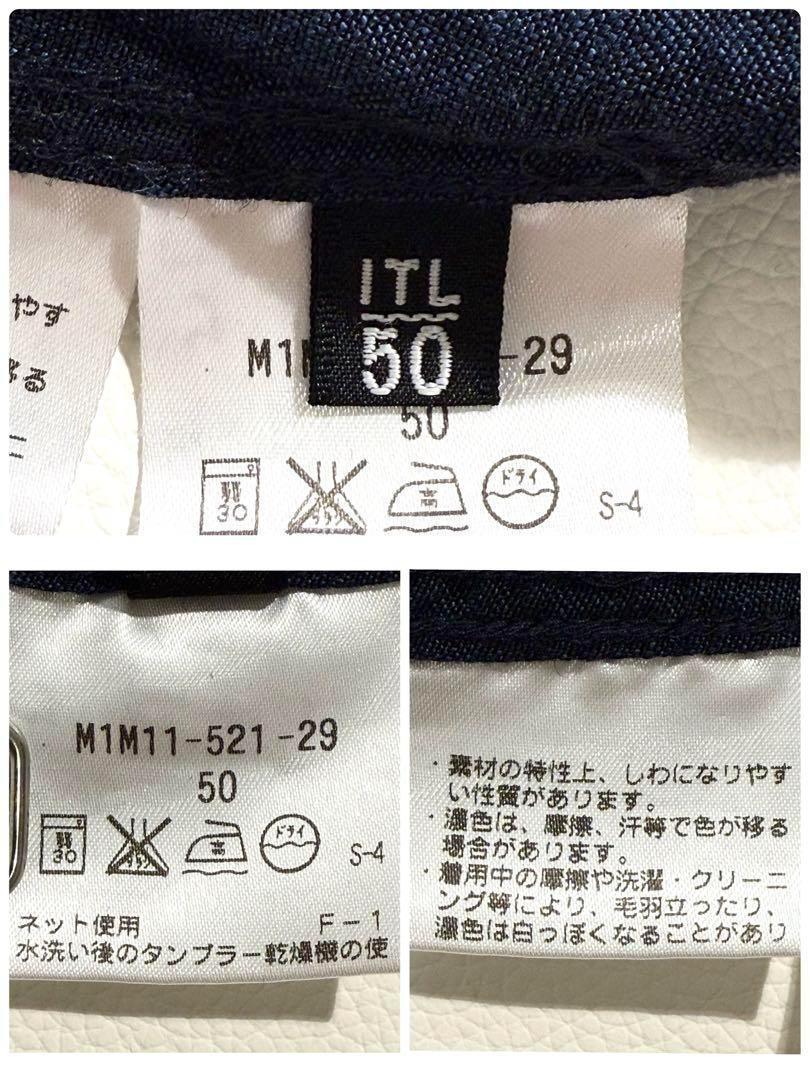 やす
ITL
50
-29
50
弱
30
高
ドライ
S-4
M1M11-521-29
50
弱
30
高
ドライ
S-4
ネット使用
F-1
水洗い後のタンブラー乾燥機の使
・素材の特性上、しわになりやす
い性質があります。
・濃色は、摩擦、汗等で色が移る
場合があります。
・着用中の摩擦や洗濯・クリーニ
ング等により、毛羽立ったり、
濃色は白っぽくなることがあり